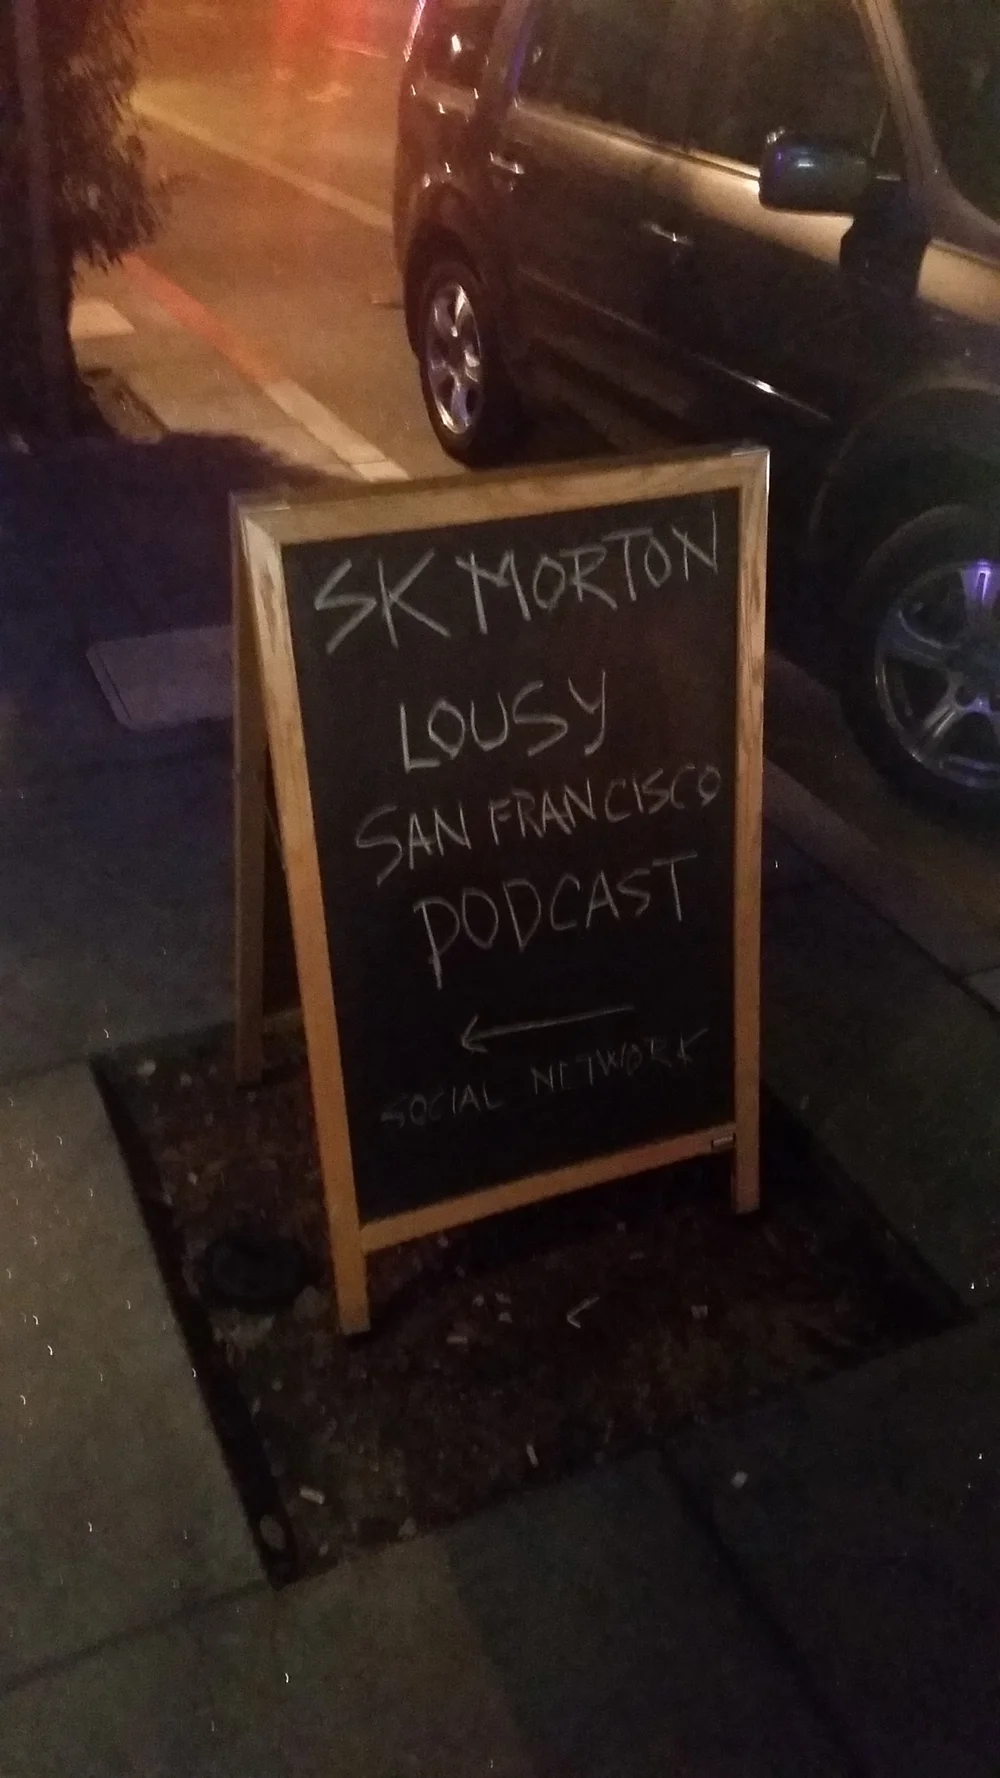 SK MORTON
LOUSY
SAN FRANCISCO
PODCAST
SOCIAL NETWORK